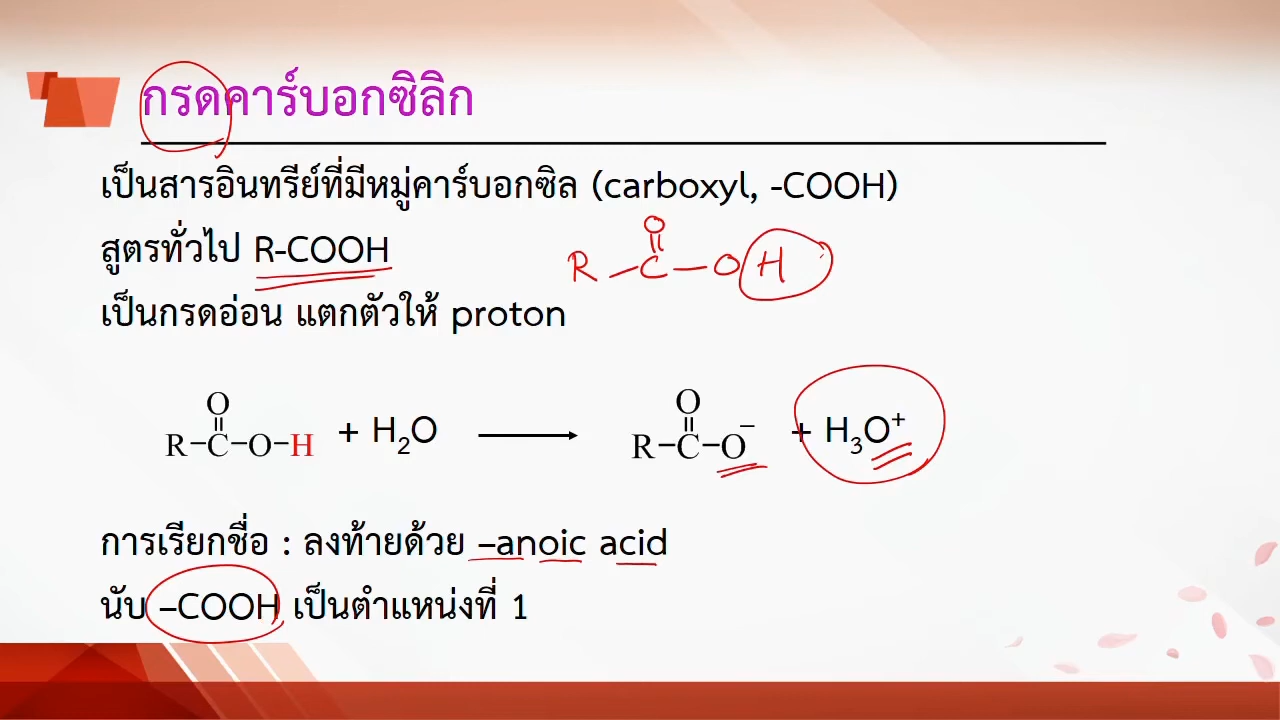 กรดคาร์บอกซิลิก
เป็นสารอินทรีย์ที่มีหมู่คาร์บอกซิล (carboxyl, -COOH)
สูตรทั่วไป R-COOH
O
R – C – O H
เป็นกรดอ่อน แตกตัวให้ proton
O O
R–C–O–H + H₂O ⟶ R–C–O⁻ + H₃O⁺
การเรียกชื่อ : ลงท้ายด้วย –anoic acid
นับ –COOH เป็นตำแหน่งที่ 1